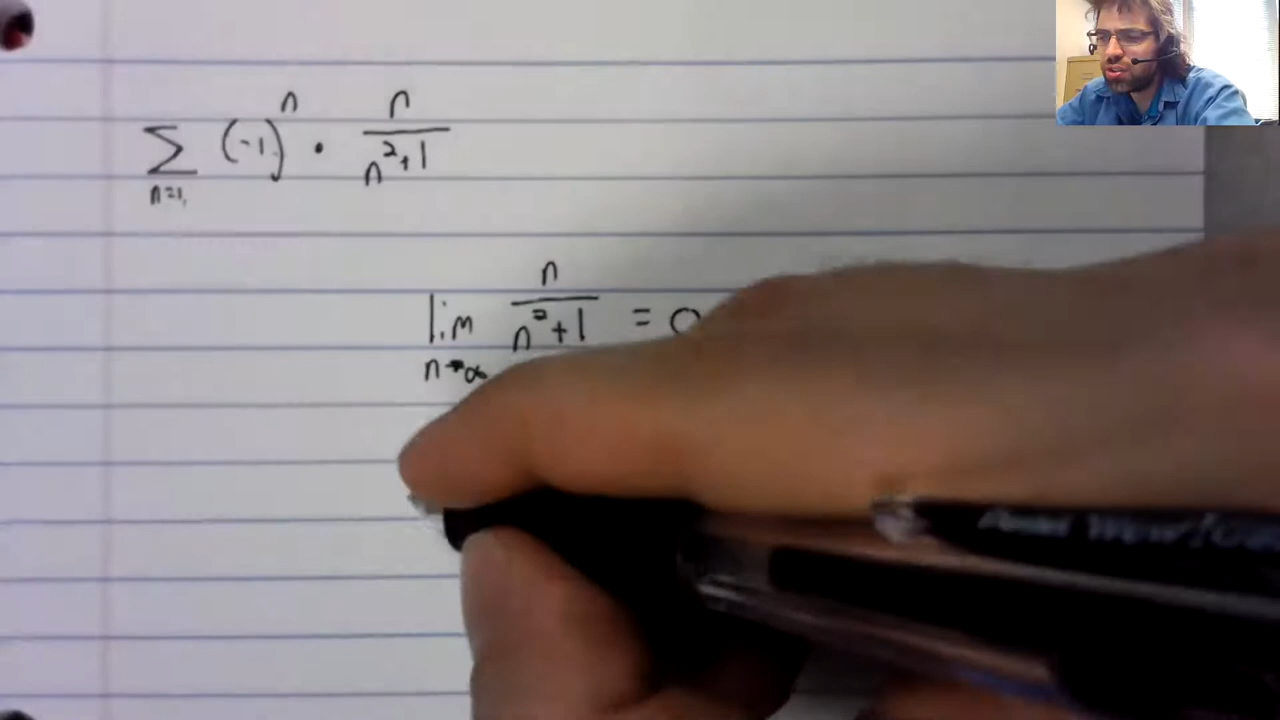 ∑ (-1)^n · n/(n²+1)
n=1
lim n/(n²+1) = 0
n→∞